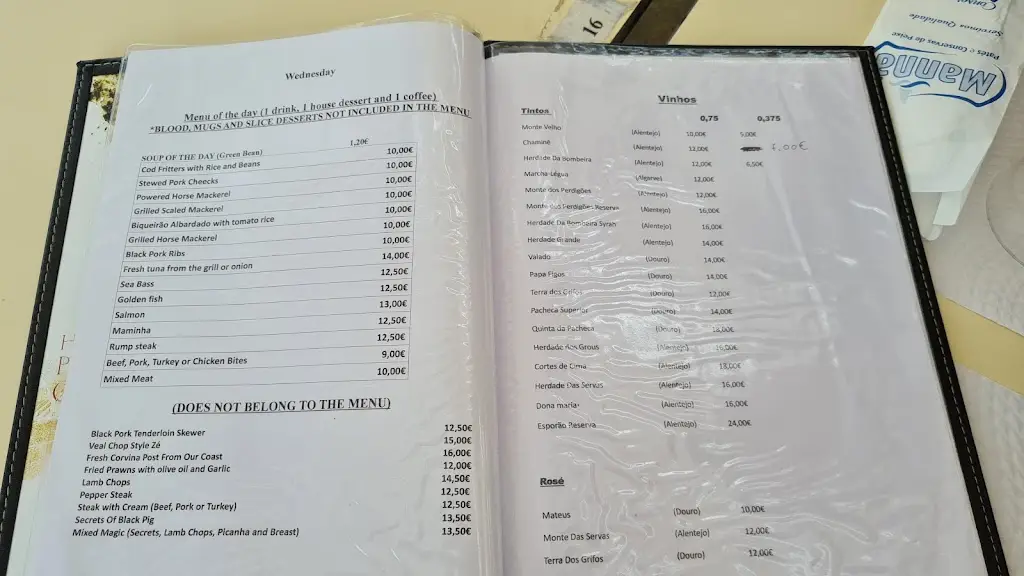 Wednesday
Menu of the day (1 drink, 1 house dessert and 1 coffee)
*BLOOD, MUGS AND SLICE DESSERTS NOT INCLUDED IN THE MENU
SOUP OF THE DAY (Green Bean) 1,20€
Cod Fritters with Rice and Beans 10,00€
Stewed Pork Cheecks 10,00€
Powered Horse Mackerel 10,00€
Grilled Scaled Mackerel 10,00€
Biqueirão Albardado with tomato rice 10,00€
Grilled Horse Mackerel 10,00€
Black Pork Ribs 10,00€
Fresh tuna from the grill or onion 14,00€
Sea Bass 12,50€
Golden fish 12,50€
Salmon 13,00€
Maminha 12,50€
Rump steak 12,50€
Beef, Pork, Turkey or Chicken Bites 9,00€
Mixed Meat 10,00€
(DOES NOT BELONG TO THE MENU)
Black Pork Tenderloin Skewer 12,50€
Veal Chop Style Zé 15,00€
Fresh Corvina Post From Our Coast 16,00€
Fried Prawns with olive oil and Garlic 12,00€
Lamb Chops 14,50€
Pepper Steak 12,50€
Steak with Cream (Beef, Pork or Turkey) 12,50€
Secrets Of Black Pig 13,50€
Mixed Magic (Secrets, Lamb Chops, Picanha and Breast) 13,50€
Vinhos
Tintos 0,75 0,375
Monte Velho (Alentejo) 10,00€ 5,00€
Chaminé (Alentejo) 12,00€ 7,00€
Herdade Da Bombeira (Alentejo) 12,00€ 6,50€
Marcha-Légua (Algarve) 12,00€
Monte dos Perdigões (Alentejo) 12,00€
Monte dos Perdigões Reserva (Alentejo) 16,00€
Herdade Da Bombeira Syrah (Alentejo) 16,00€
Herdade Grande (Alentejo) 14,00€
Valado (Douro) 14,00€
Papa Figos (Douro) 14,00€
Terra dos Grifos (Douro) 12,00€
Pacheca Superior (Douro) 14,00€
Quinta da Pacheca (Douro) 18,00€
Herdade dos Grous (Alentejo) 16,00€
Cortes de Cima (Alentejo) 18,00€
Herdade Das Servas (Alentejo) 16,00€
Dona maria (Alentejo) 16,00€
Esporão Reserva (Alentejo) 24,00€
Rosé
Mateus (Douro) 10,00€
Monte Das Servas (Alentejo) 12,00€
Terra Dos Grifos (Douro) 12,00€
16
Servimos Qualidade
Patés e Conservas de Peixe
Manná